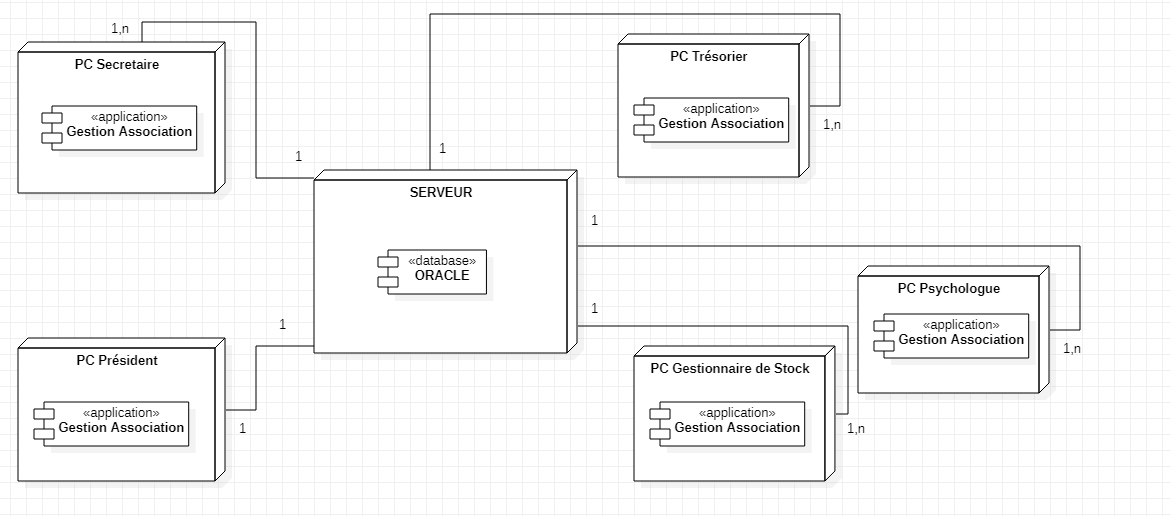 1,n
PC Secretaire
«application»
Gestion Association
1
1
PC Trésorier
«application»
Gestion Association
1,n
SERVEUR
«database»
ORACLE
1
1
PC Psychologue
«application»
Gestion Association
1,n
1
PC Président
«application»
Gestion Association
1
PC Gestionnaire de Stock
«application»
Gestion Association
1,n